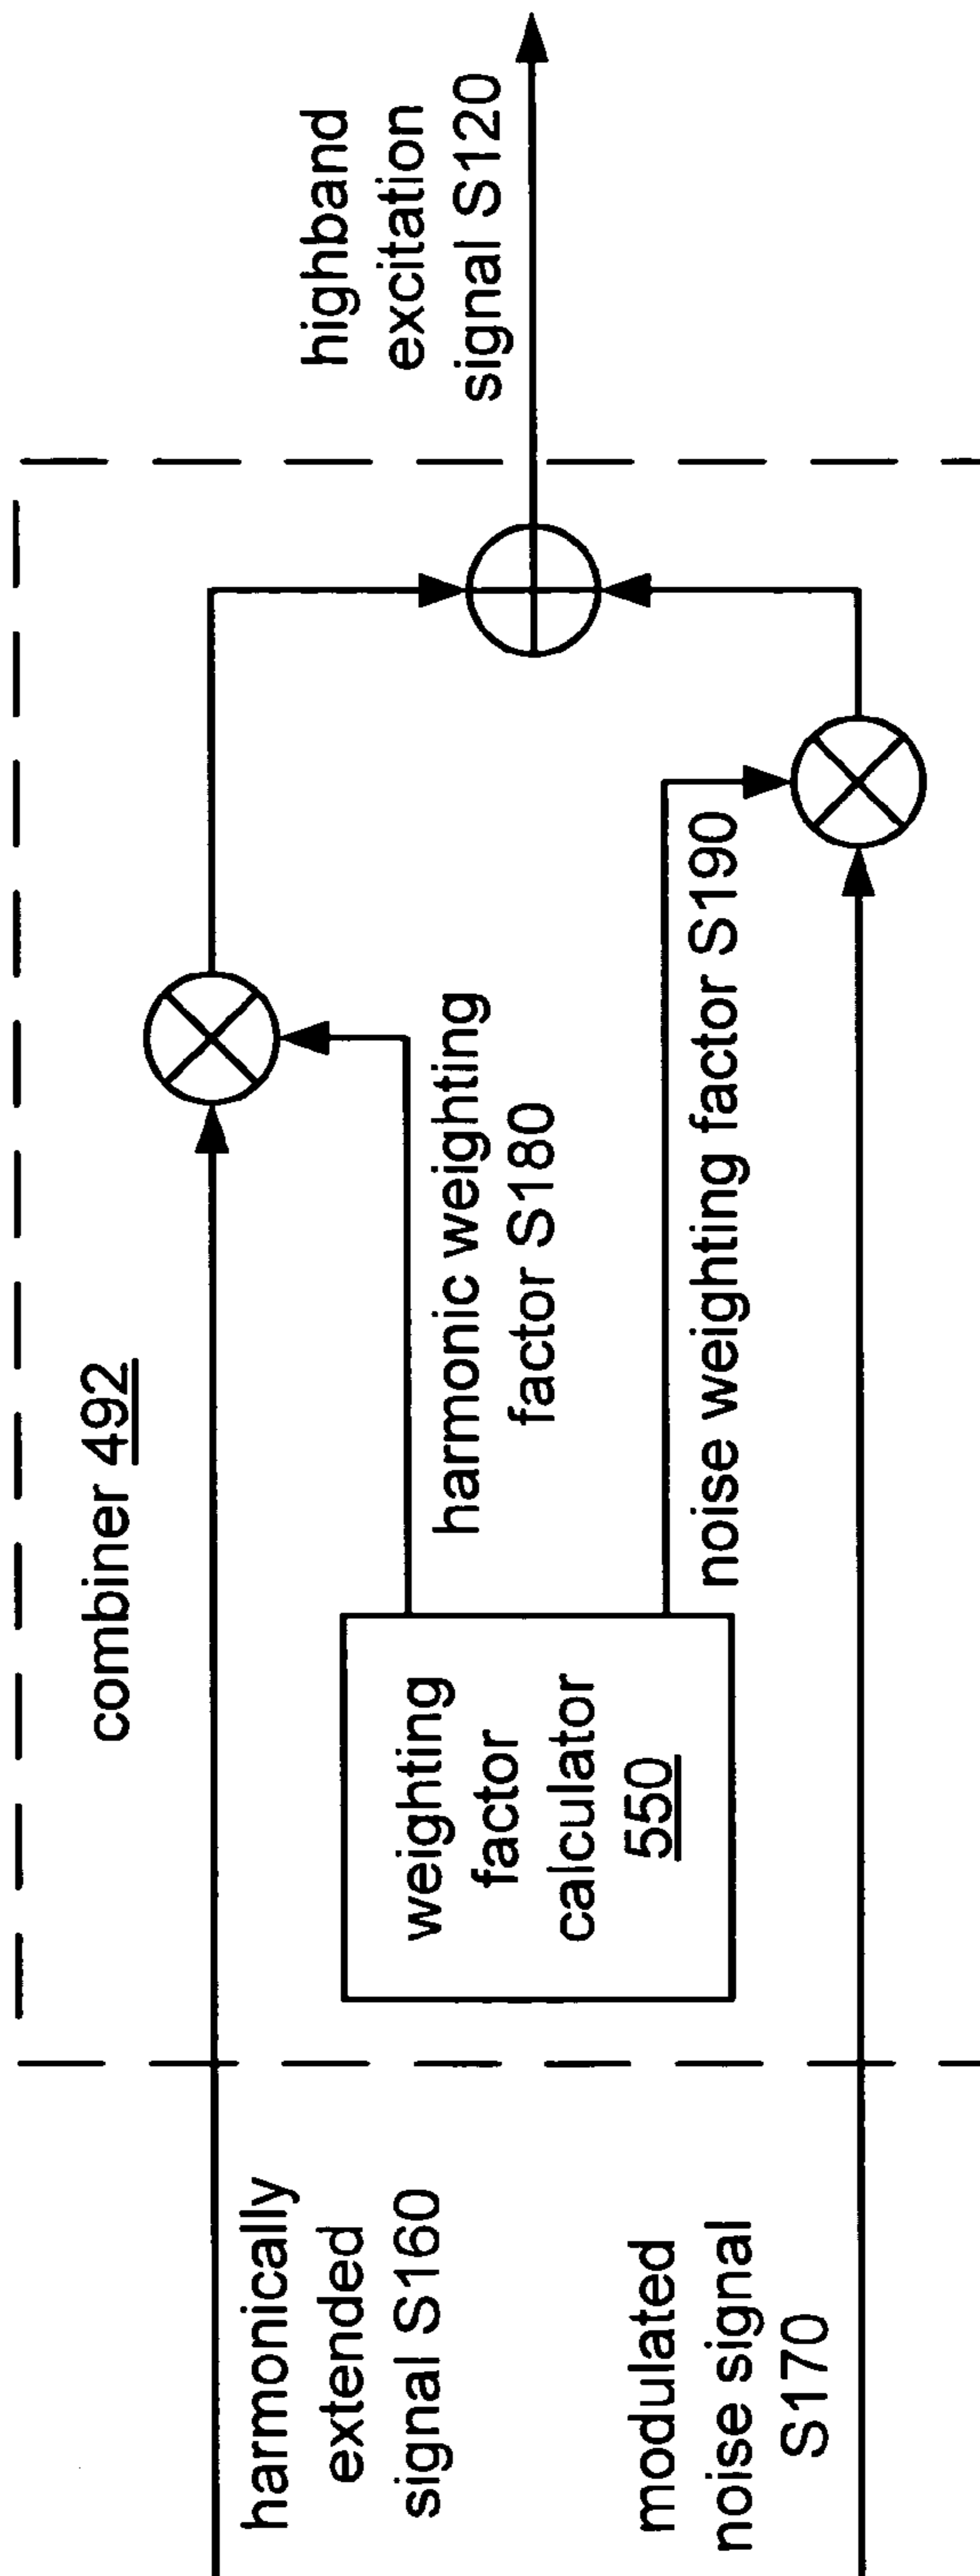 combiner 492
harmonically
extended
signal S160
modulated
noise signal
S170
weighting
factor
calculator
550
harmonic weighting
factor S180
noise weighting factor S190
highband
excitation
signal S120